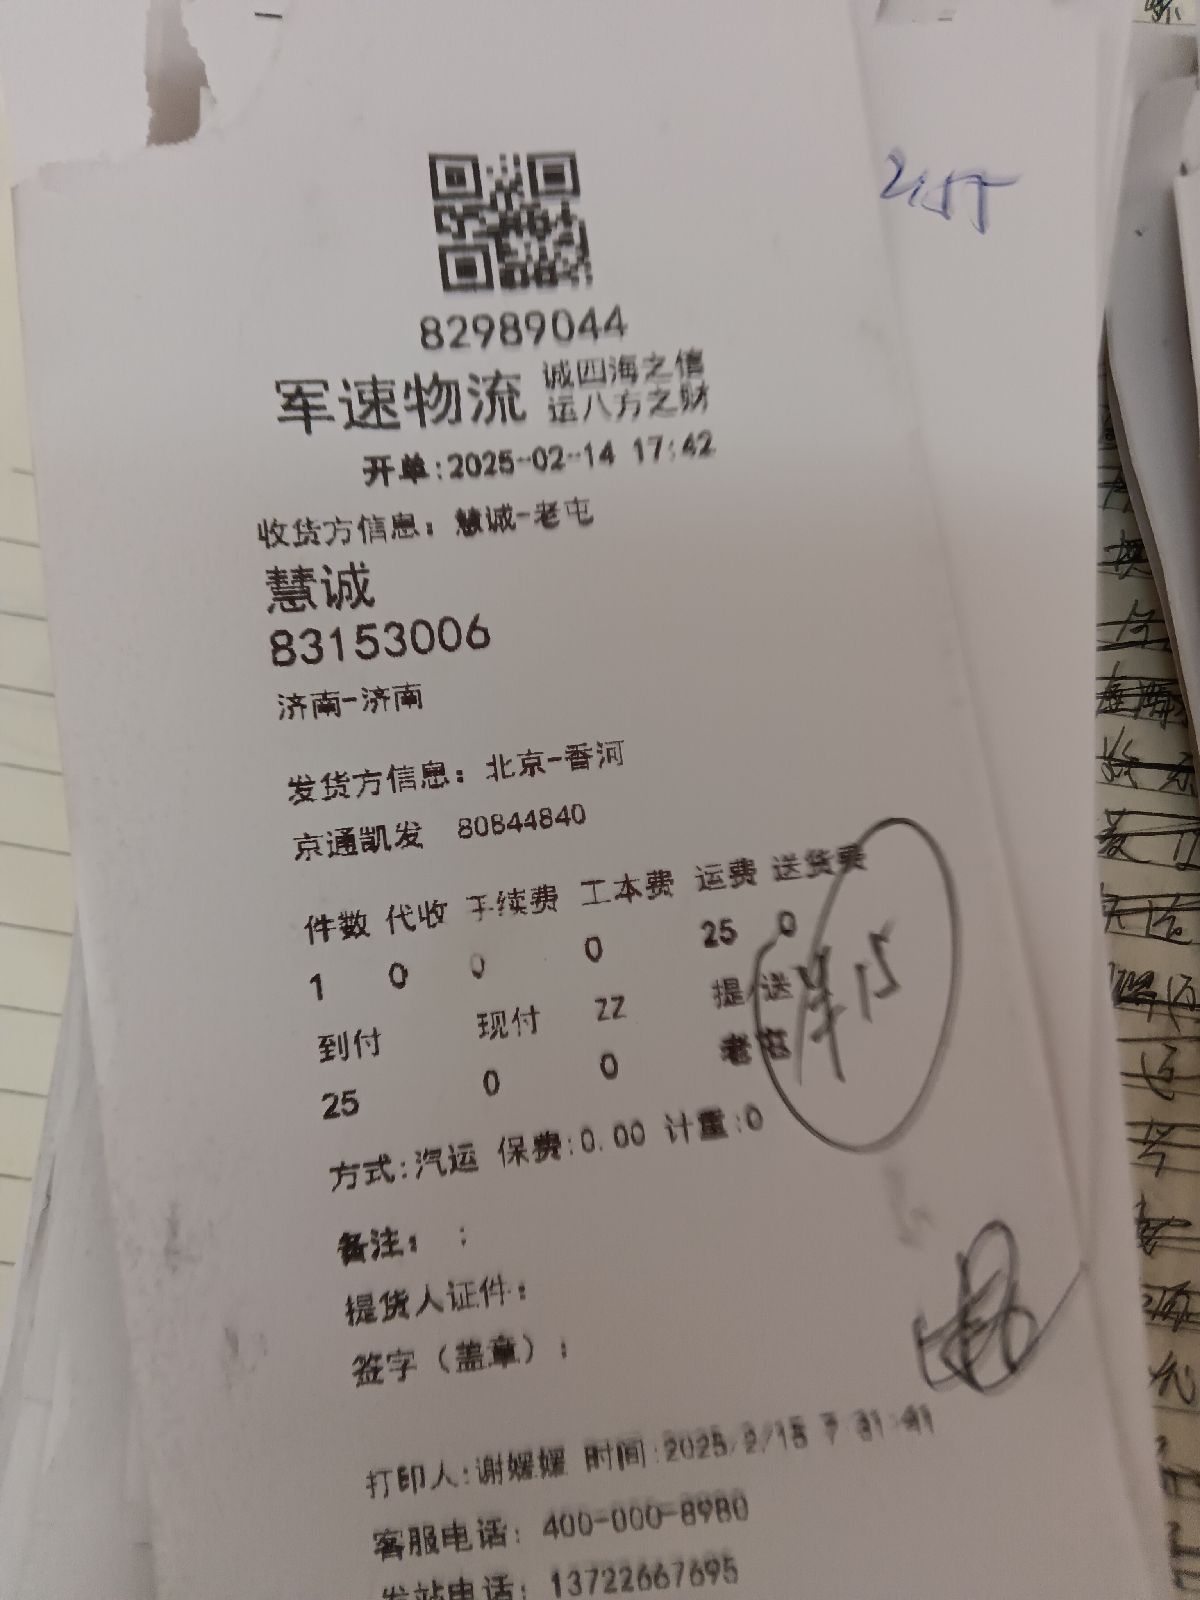 82989044
军速物流 诚四海之信
运八方之财
开单:2025-02-14 17:42
收货方信息：慧诚-老屯
慧诚
83153006
济南-济南
发货方信息：北京-香河
京通凯发 80844840
件数 代收 手续费 工本费 运费 送货费
1 0 0 0 25 0
到付 现付 ZZ 提/送
25 0 0 老屯
15
方式:汽运 保费:0.00 计重:0
备注： ;
提货人证件：
签字（盖章）：
打印人:谢媛媛 时间:2025/2/15 7:31:41
客服电话：400-000-8980
发站电话：13722667695